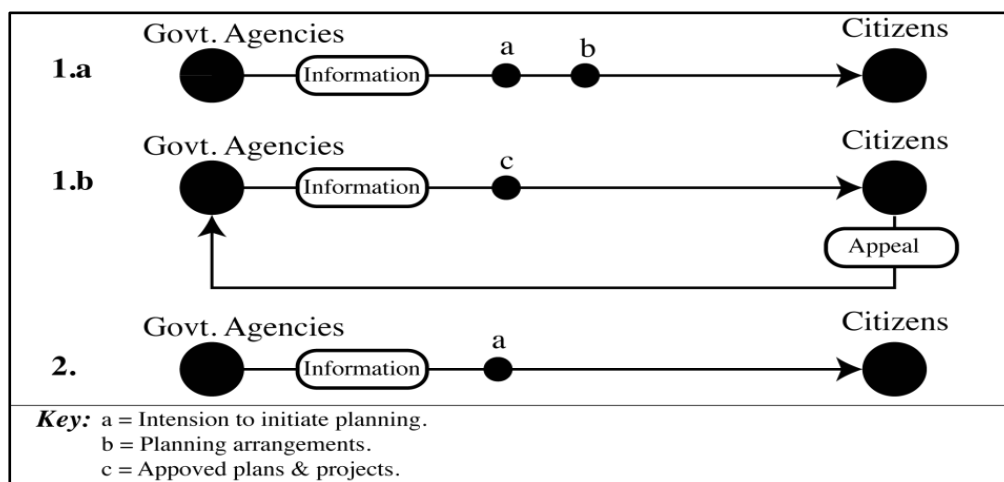 Govt. Agencies Citizens
1.a Information a b
Govt. Agencies Citizens
1.b Information c
Appeal
Govt. Agencies Citizens
2. Information a
Key: a = Intension to initiate planning.
b = Planning arrangements.
c = Appoved plans & projects.